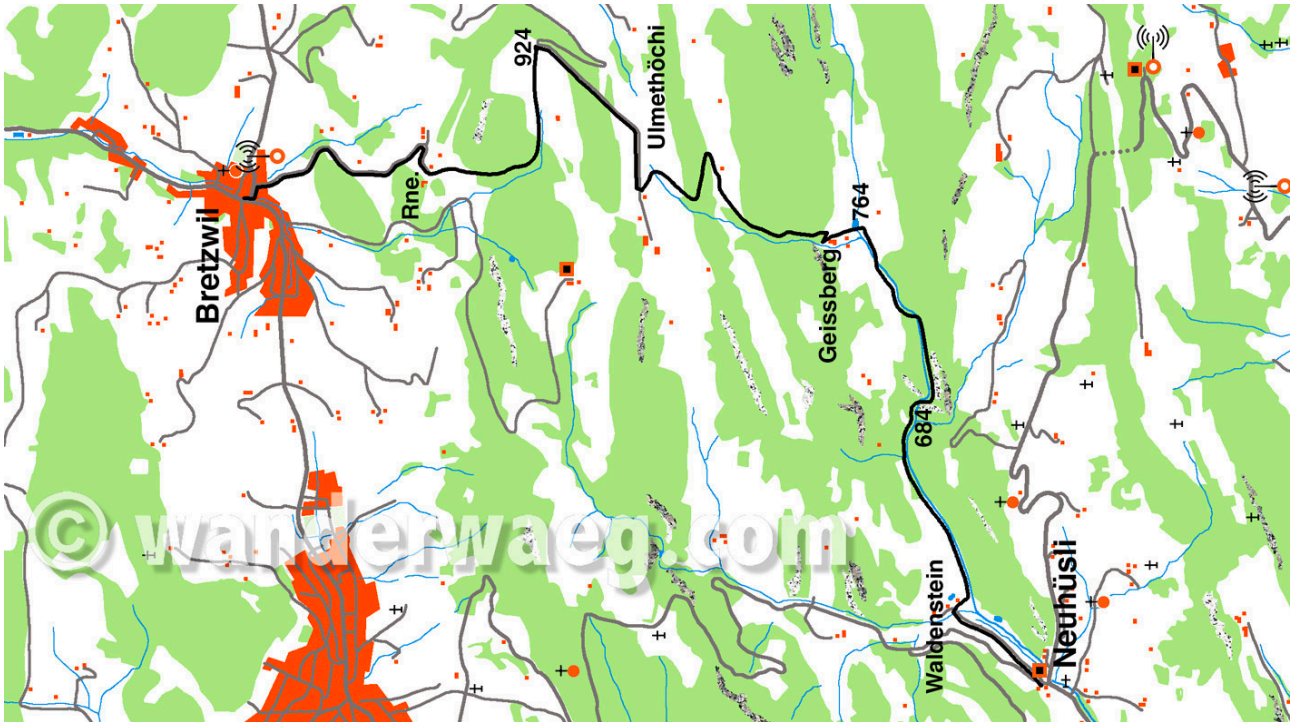 Bretzwil
Rne.
924
Ulmethöchi
764
Geissberg
684
Waldenstein
Neuhüsli
© wanderwaeg.com